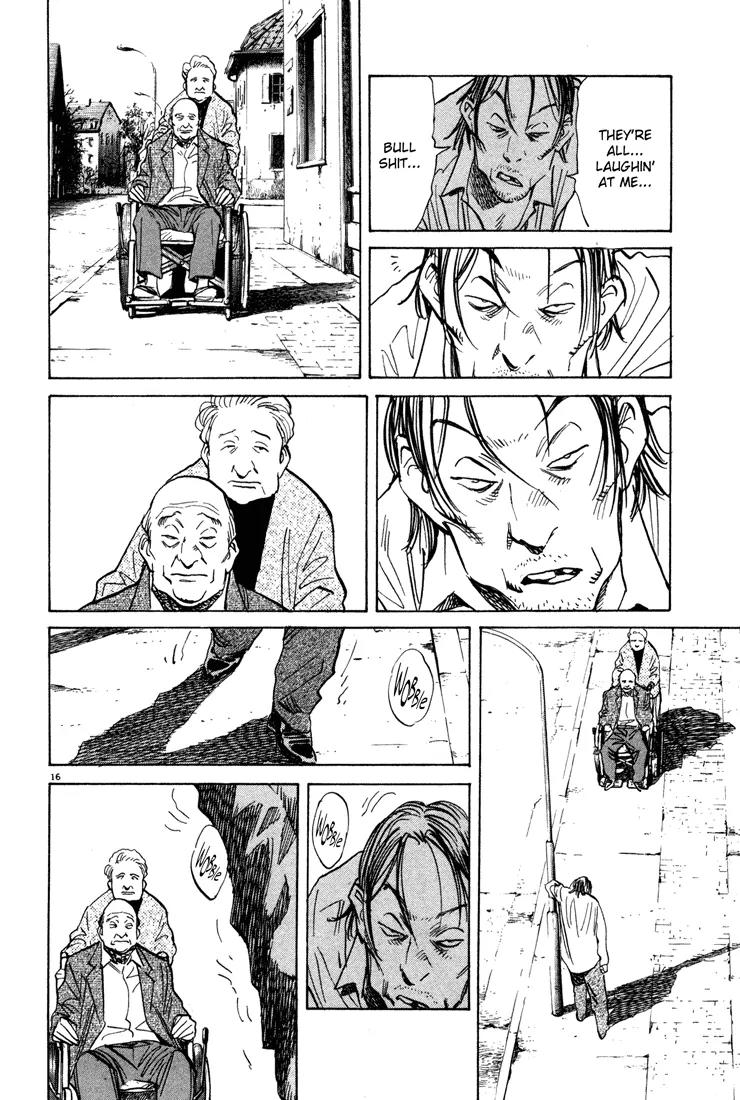 BULL
SHIT...
THEY'RE
ALL...
LAUGHIN'
AT ME...
WOBBLE
16
WOBBLE
WOBBLE